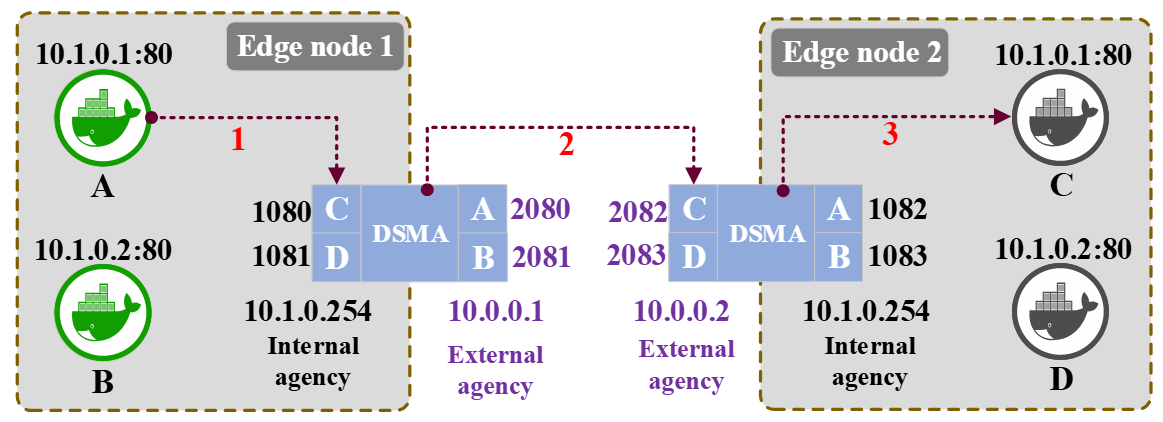 Edge node 1
10.1.0.1:80
A
10.1.0.2:80
B
1
1080
C
1081
D
DSMA
A
2080
B
2081
10.1.0.254
Internal
agency
10.0.0.1
External
agency
2
Edge node 2
2082
C
2083
D
DSMA
A
1082
B
1083
10.0.0.2
External
agency
10.1.0.254
Internal
agency
3
10.1.0.1:80
C
10.1.0.2:80
D